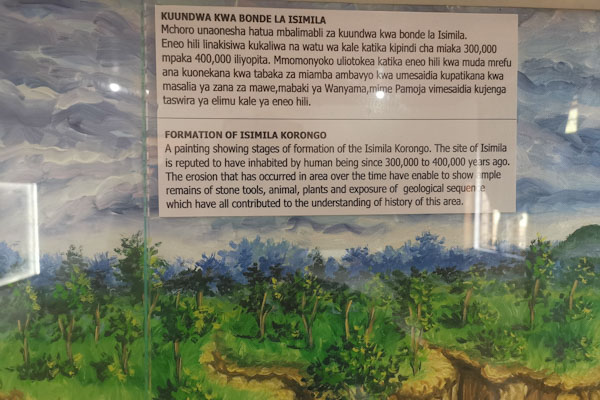 KUUNDWA KWA BONDE LA ISIMILA
Mchoro unaonesha hatua mbalimabli za kuundwa kwa bonde la Isimila.
Eneo hili linakisiwa kukaliwa na watu wa kale katika kipindi cha miaka 300,000
mpaka 400,000 iliyopita. Mmomonyoko uliotokea katika eneo hili kwa muda mrefu
ana kuonekana kwa tabaka za miamba ambavyo kwa umesaidia kupatikana kwa
masalia ya zana za mawe,mabaki ya Wanyama,mime Pamoja vimesaidia kujenga
taswira ya elimu kale ya eneo hili.
FORMATION OF ISIMILA KORONGO
A painting showing stages of formation of the Isimila Korongo. The site of Isimila
is reputed to have inhabited by human being since 300,000 to 400,000 years ago.
The erosion that has occurred in area over the time have enable to show ample
remains of stone tools, animal, plants and exposure of geological sequence
which have all contributed to the understanding of history of this area.